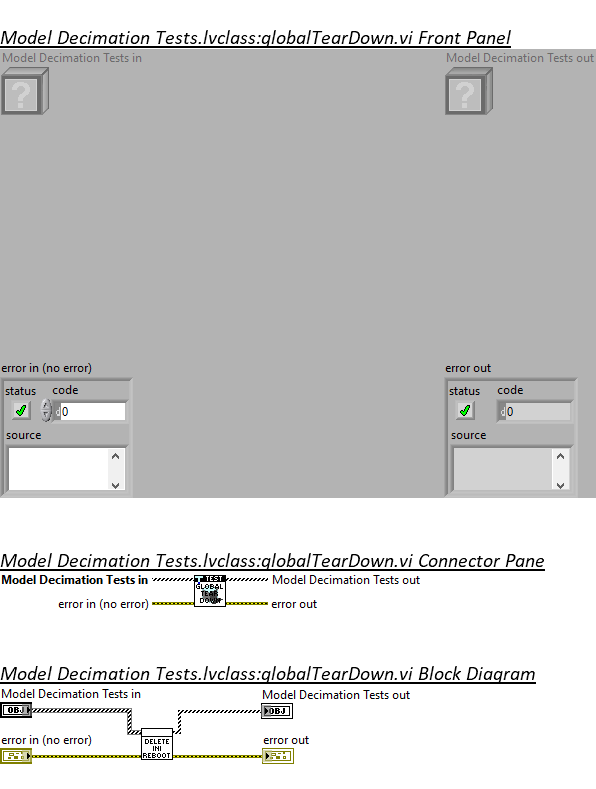 Model Decimation Tests.lvclass:globalTearDown.vi Front Panel
Model Decimation Tests in
Model Decimation Tests out
?
?
error in (no error)
error out
status
code
status
code
d
0
d
0
source
source
Model Decimation Tests.lvclass:globalTearDown.vi Connector Pane
Model Decimation Tests in
TEST
Model Decimation Tests out
GLOBAL
TEAR
DOWN
error in (no error)
error out
Model Decimation Tests.lvclass:globalTearDown.vi Block Diagram
Model Decimation Tests in
Model Decimation Tests out
OBJ
OBJ
error in (no error)
DELETE
INI
REBOOT
error out